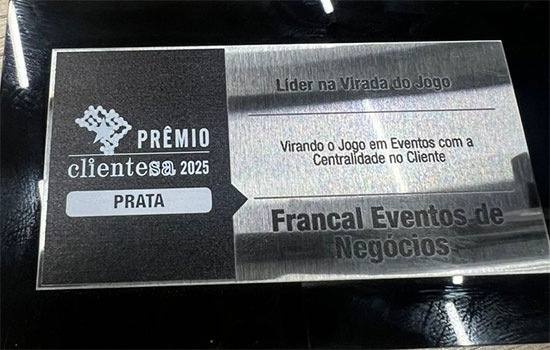 PRÊMIO
clientesa 2025
PRATA
Líder na Virada do Jogo
Virando o Jogo em Eventos com a
Centralidade no Cliente
Francal Eventos de
Negócios